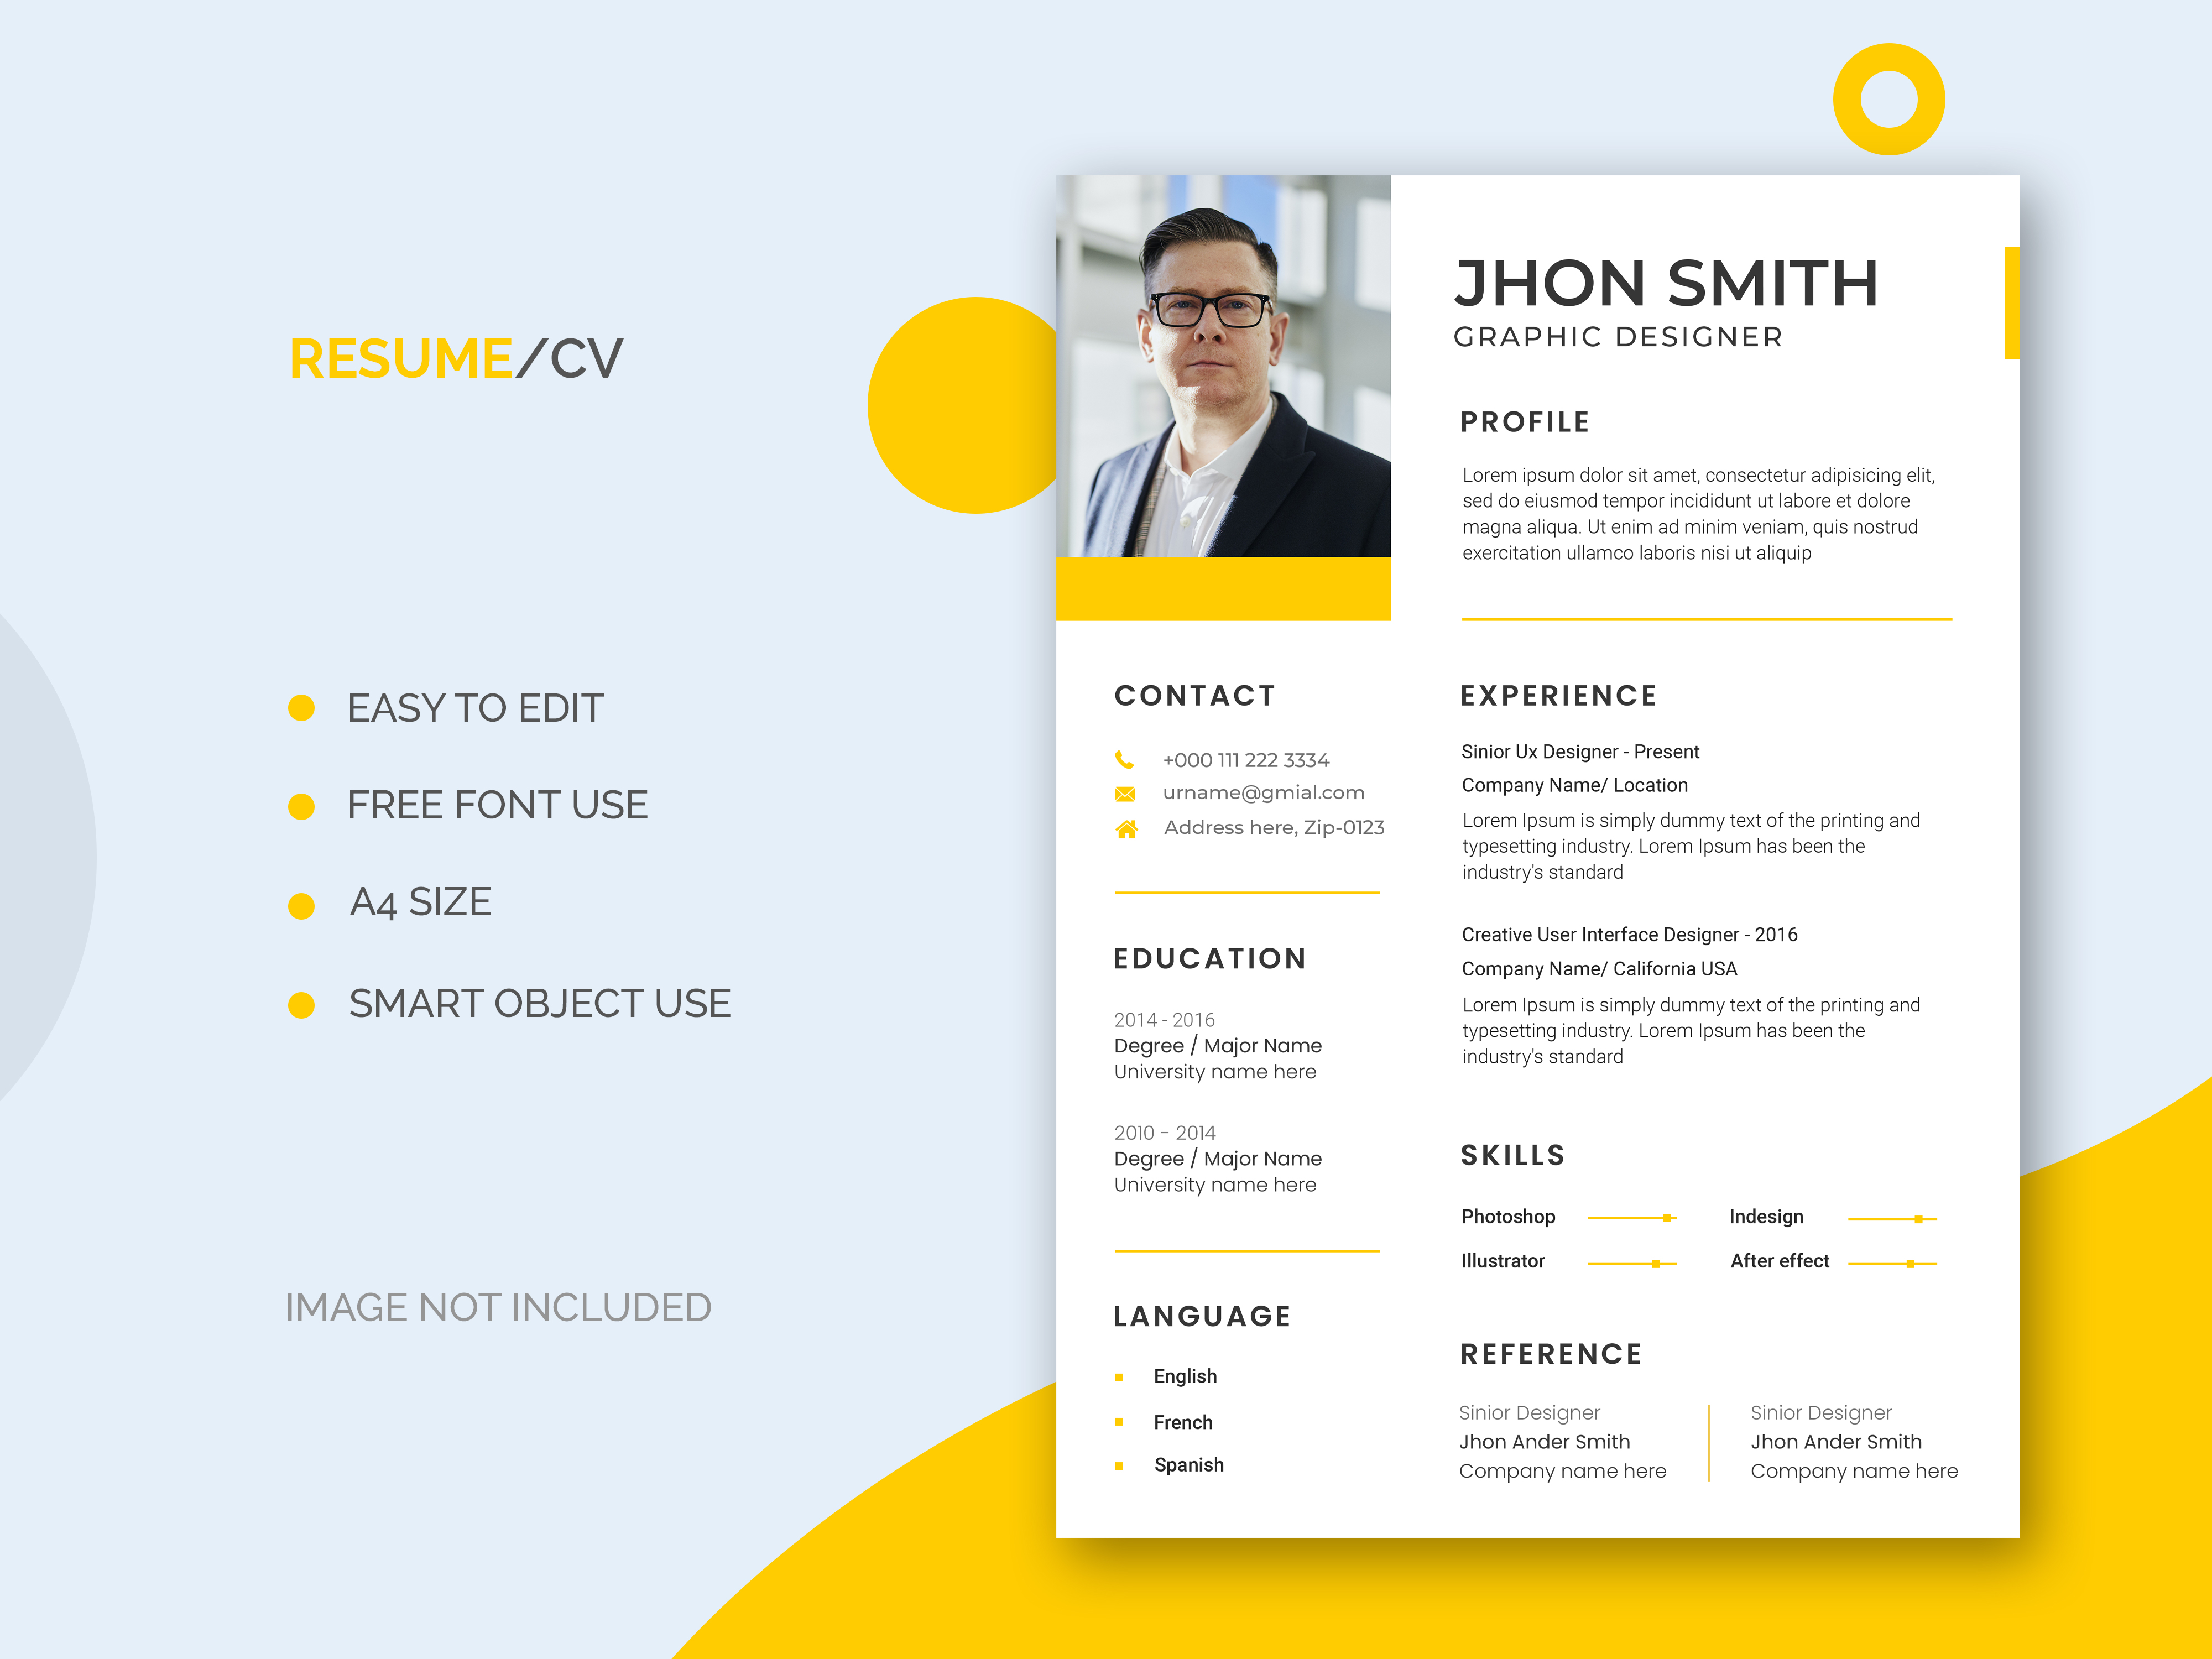 RESUME/CV
EASY TO EDIT
FREE FONT USE
A4 SIZE
SMART OBJECT USE
IMAGE NOT INCLUDED
JHON SMITH
GRAPHIC DESIGNER
PROFILE
Lorem ipsum dolor sit amet, consectetur adipisicing elit,
sed do eiusmod tempor incididunt ut labore et dolore
magna aliqua. Ut enim ad minim veniam, quis nostrud
exercitation ullamco laboris nisi ut aliquip
CONTACT
+000 111 222 3334
urname@gmial.com
Address here, Zip-0123
EDUCATION
2014 - 2016
Degree / Major Name
University name here
2010 - 2014
Degree / Major Name
University name here
LANGUAGE
English
French
Spanish
EXPERIENCE
Sinior Ux Designer - Present
Company Name/ Location
Lorem Ipsum is simply dummy text of the printing and
typesetting industry. Lorem Ipsum has been the
industry's standard
Creative User Interface Designer - 2016
Company Name/ California USA
Lorem Ipsum is simply dummy text of the printing and
typesetting industry. Lorem Ipsum has been the
industry's standard
SKILLS
Photoshop
Indesign
Illustrator
After effect
REFERENCE
Sinior Designer
Jhon Ander Smith
Company name here
Sinior Designer
Jhon Ander Smith
Company name here